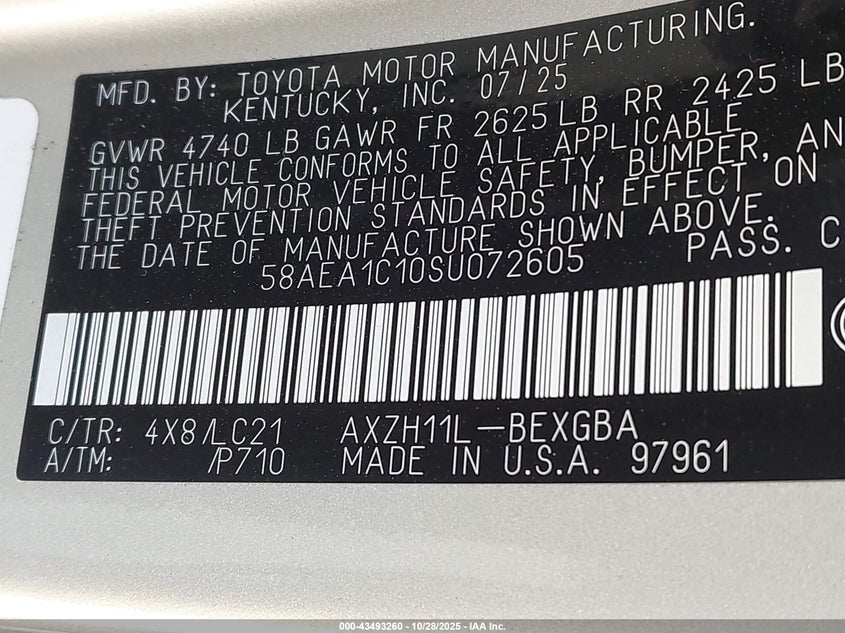 MFD. BY: TOYOTA MOTOR MANUFACTURING.
KENTUCKY, INC. 07/25
GVWR 4740 LB GAWR FR 2625 LB RR 2425 LB
THIS VEHICLE CONFORMS TO ALL APPLICABLE
FEDERAL MOTOR VEHICLE SAFETY, BUMPER, AN
THEFT PREVENTION STANDARDS IN EFFECT ON
THE DATE OF MANUFACTURE SHOWN ABOVE.
58AEA1C10SU072605 PASS. C
C/TR: 4X8/LC21 AXZH11L-BEXGBA
A/TM: /P710 MADE IN U.S.A. 97961
000-43493260 - 10/28/2025 - IAA Inc.